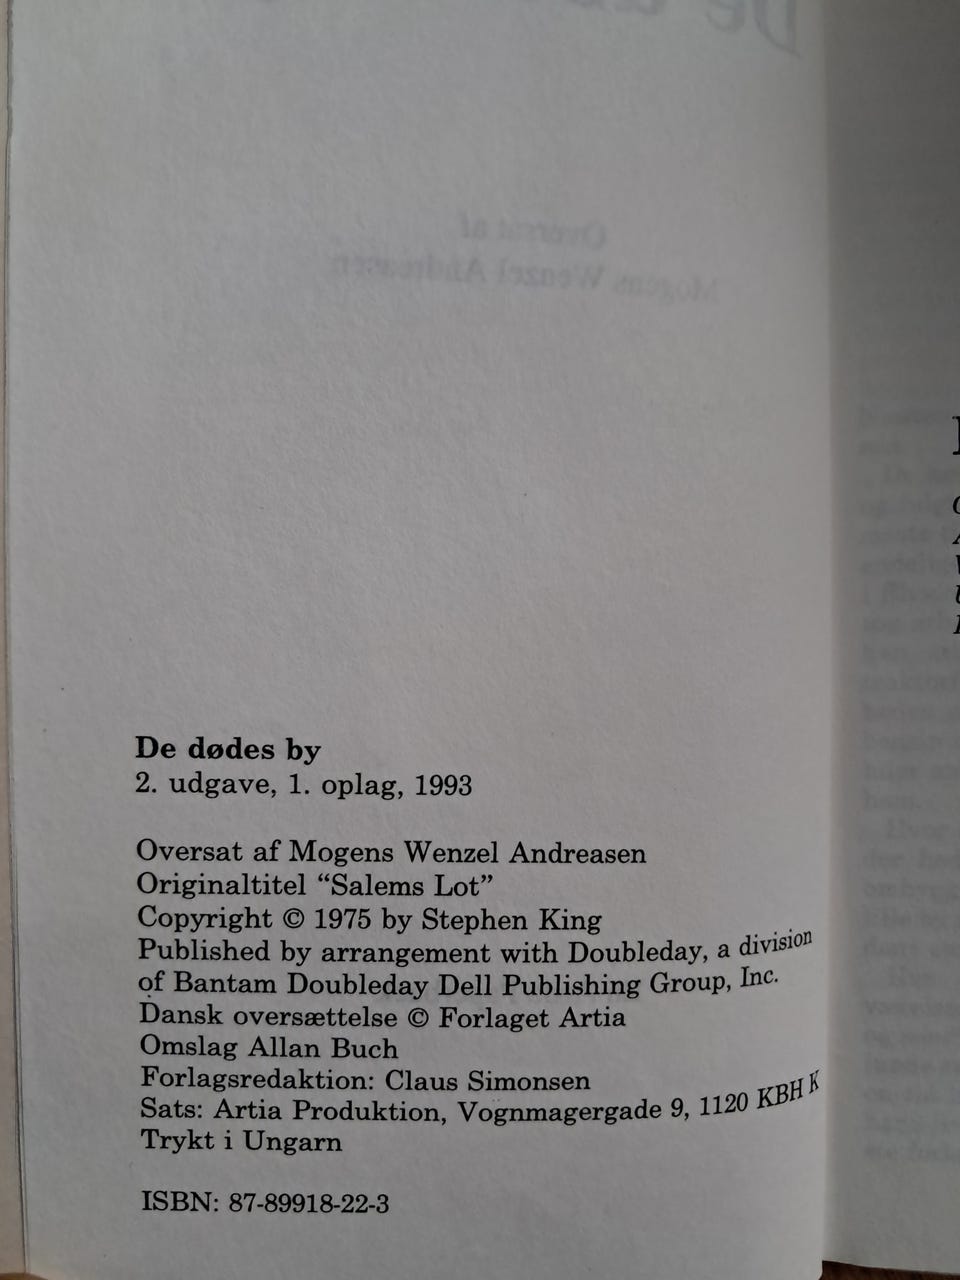 De dødes by
2. udgave, 1. oplag, 1993
Oversat af Mogens Wenzel Andreasen
Originaltitel “Salems Lot”
Copyright © 1975 by Stephen King
Published by arrangement with Doubleday, a division
of Bantam Doubleday Dell Publishing Group, Inc.
Dansk oversættelse © Forlaget Artia
Omslag Allan Buch
Forlagsredaktion: Claus Simonsen
Sats: Artia Produktion, Vognmagergade 9, 1120 KBH K
Trykt i Ungarn
ISBN: 87-89918-22-3